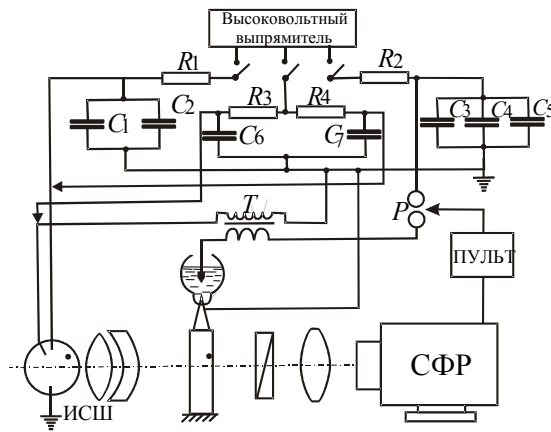 Высоковольтный
выпрямитель
R1
R2
R3
R4
C1
C2
C3
C4
C5
C6
C7
T
P
ПУЛЬТ
СФР
ИСШ